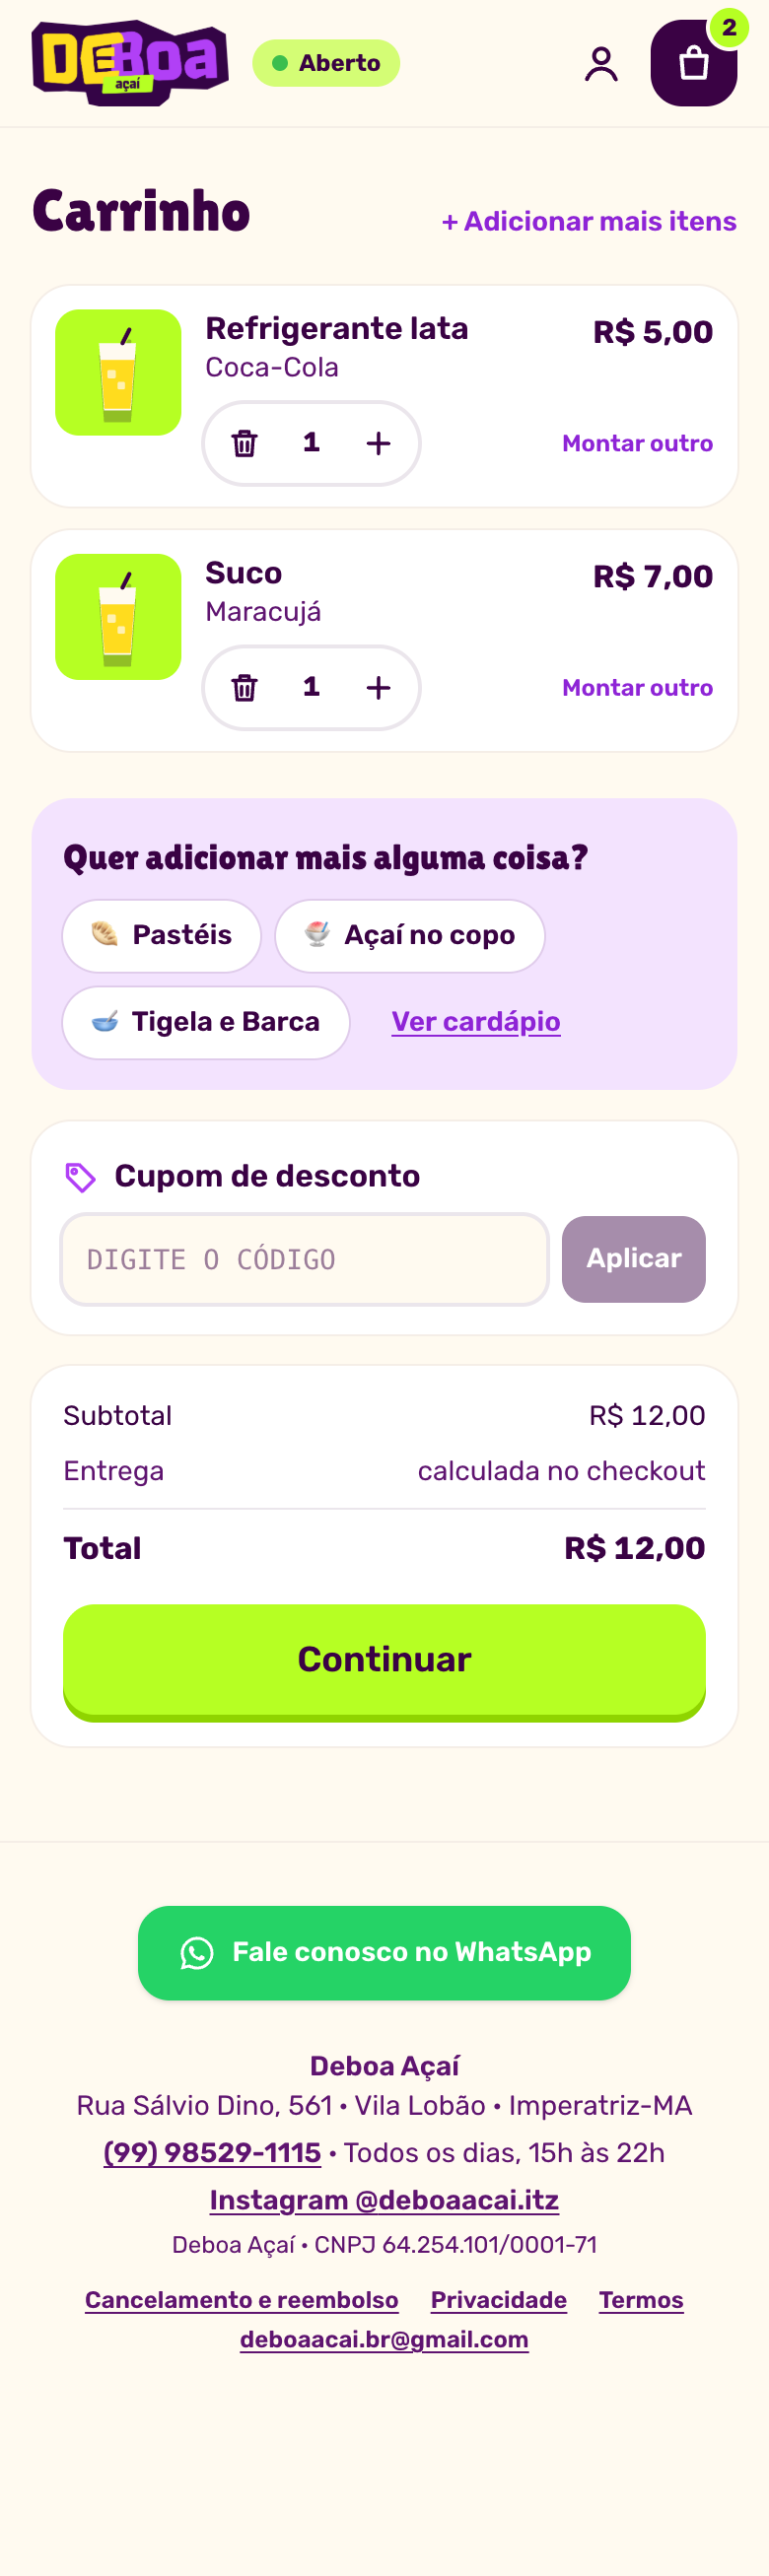 DEBoa
açaí
Aberto
2
Carrinho
+ Adicionar mais itens
Refrigerante lata
R$ 5,00
Coca-Cola
1
Montar outro
Suco
R$ 7,00
Maracujá
1
Montar outro
Quer adicionar mais alguma coisa?
Pastéis
Açaí no copo
Tigela e Barca
Ver cardápio
Cupom de desconto
DIGITE O CÓDIGO
Aplicar
Subtotal
R$ 12,00
Entrega
calculada no checkout
Total
R$ 12,00
Continuar
Fale conosco no WhatsApp
Deboa Açaí
Rua Sálvio Dino, 561 • Vila Lobão • Imperatriz-MA
(99) 98529-1115 • Todos os dias, 15h às 22h
Instagram @deboaacai.itz
Deboa Açaí • CNPJ 64.254.101/0001-71
Cancelamento e reembolso Privacidade Termos
deboaacai.br@gmail.com